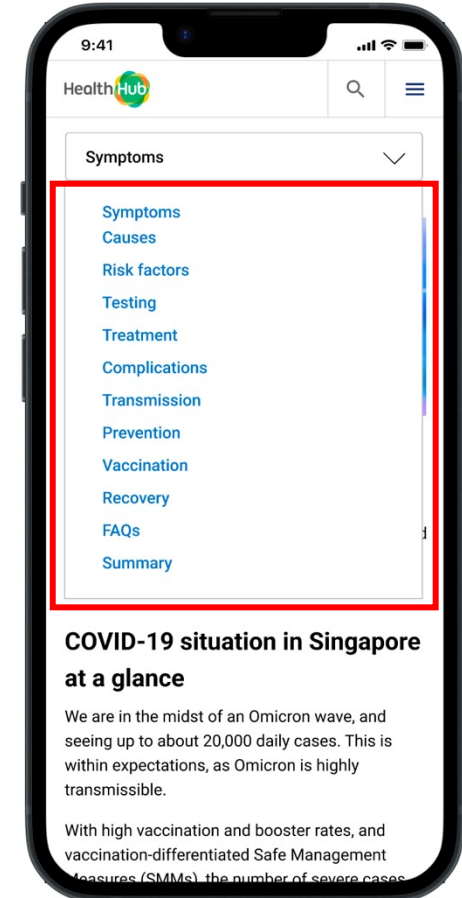 9:41
HealthHub
Symptoms
Symptoms
Causes
Risk factors
Testing
Treatment
Complications
Transmission
Prevention
Vaccination
Recovery
FAQs
Summary
COVID-19 situation in Singapore
at a glance
We are in the midst of an Omicron wave, and
seeing up to about 20,000 daily cases. This is
within expectations, as Omicron is highly
transmissible.
With high vaccination and booster rates, and
vaccination-differentiated Safe Management
Measures (SMMs), the number of severe cases